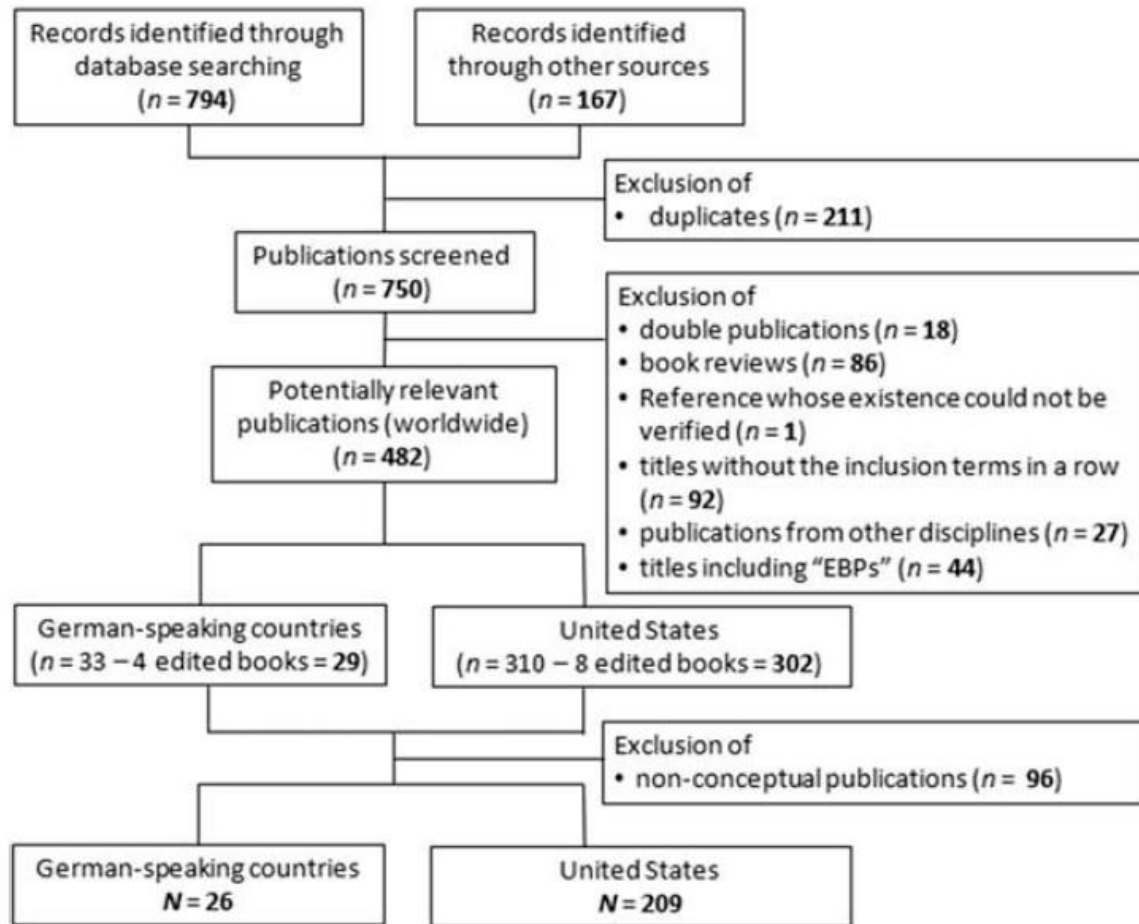 Records identified through
database searching
(n = 794)
Records identified
through other sources
(n = 167)
Exclusion of
• duplicates (n = 211)
Publications screened
(n = 750)
Exclusion of
• double publications (n = 18)
• book reviews (n = 86)
• Reference whose existence could not be
verified (n = 1)
• titles without the inclusion terms in a row
(n = 92)
• publications from other disciplines (n = 27)
• titles including “EBPs” (n = 44)
Potentially relevant
publications (worldwide)
(n = 482)
German-speaking countries
(n = 33 – 4 edited books = 29)
United States
(n = 310 – 8 edited books = 302)
Exclusion of
• non-conceptual publications (n = 96)
German-speaking countries
N = 26
United States
N = 209